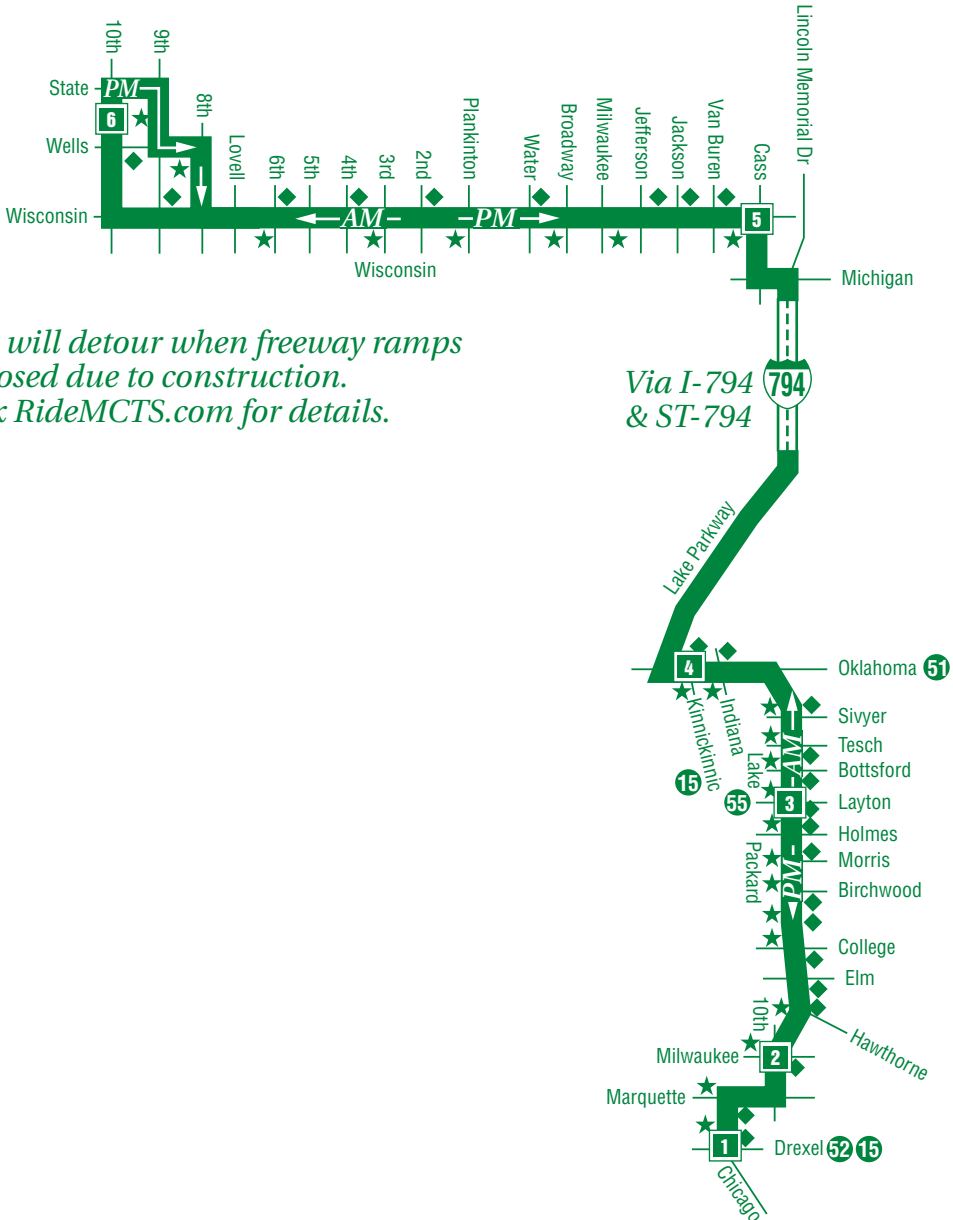 10th
9th
8th
State
PM
6
Wells
Wisconsin
Lovell
6th
5th
4th
3rd
2nd
Plankinton
Water
Broadway
Milwaukee
Jefferson
Jackson
Van Buren
Cass
Lincoln Memorial Dr
AM
PM
5
Wisconsin
Michigan
will detour when freeway ramps
due to construction.
RideMCTS.com for details.
Via I-794
& ST-794
794
Lake Parkway
4
Oklahoma 51
Kinnickinnic
15
Indiana
Sivyer
Tesch
AM
Lake
Bottsford
55
3
Layton
Holmes
Morris
Packard
PM
Birchwood
College
Elm
10th
Hawthorne
Milwaukee
2
Marquette
1
Drexel 52 15
Chicago